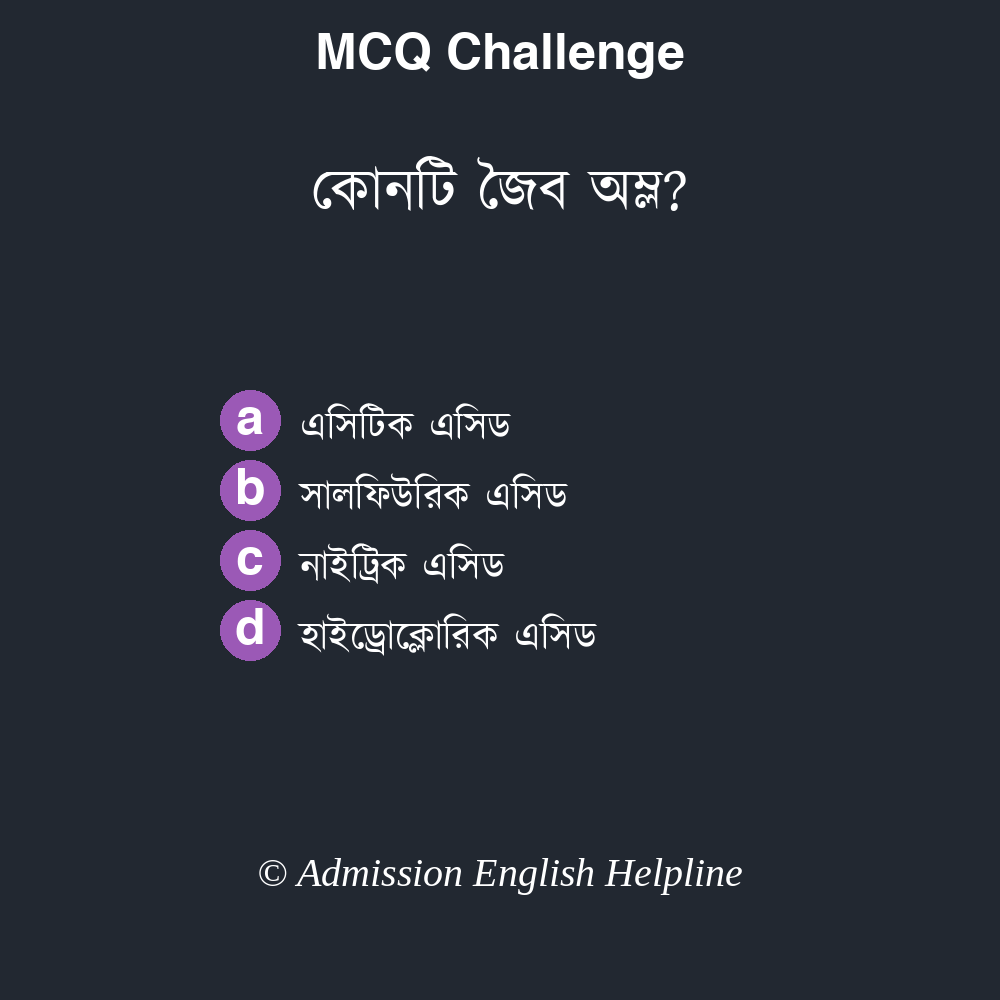 MCQ Challenge
কোনটি জৈব অম্ল?
a এসিটিক এসিড
b সালফিউরিক এসিড
c নাইট্রিক এসিড
d হাইড্রোক্লোরিক এসিড
© Admission English Helpline